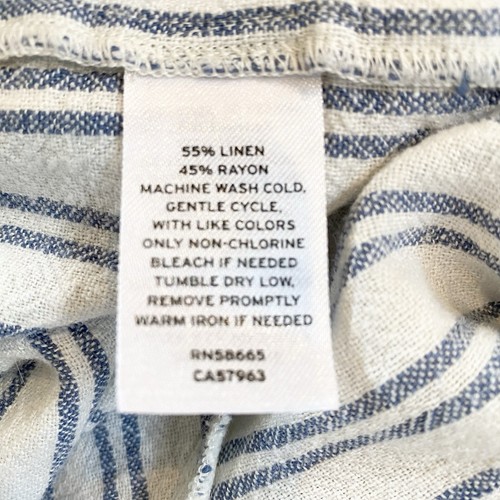 55% LINEN
45% RAYON
MACHINE WASH COLD,
GENTLE CYCLE,
WITH LIKE COLORS
ONLY NON-CHLORINE
BLEACH IF NEEDED
TUMBLE DRY LOW,
REMOVE PROMPTLY
WARM IRON IF NEEDED
RN58665
CA57963